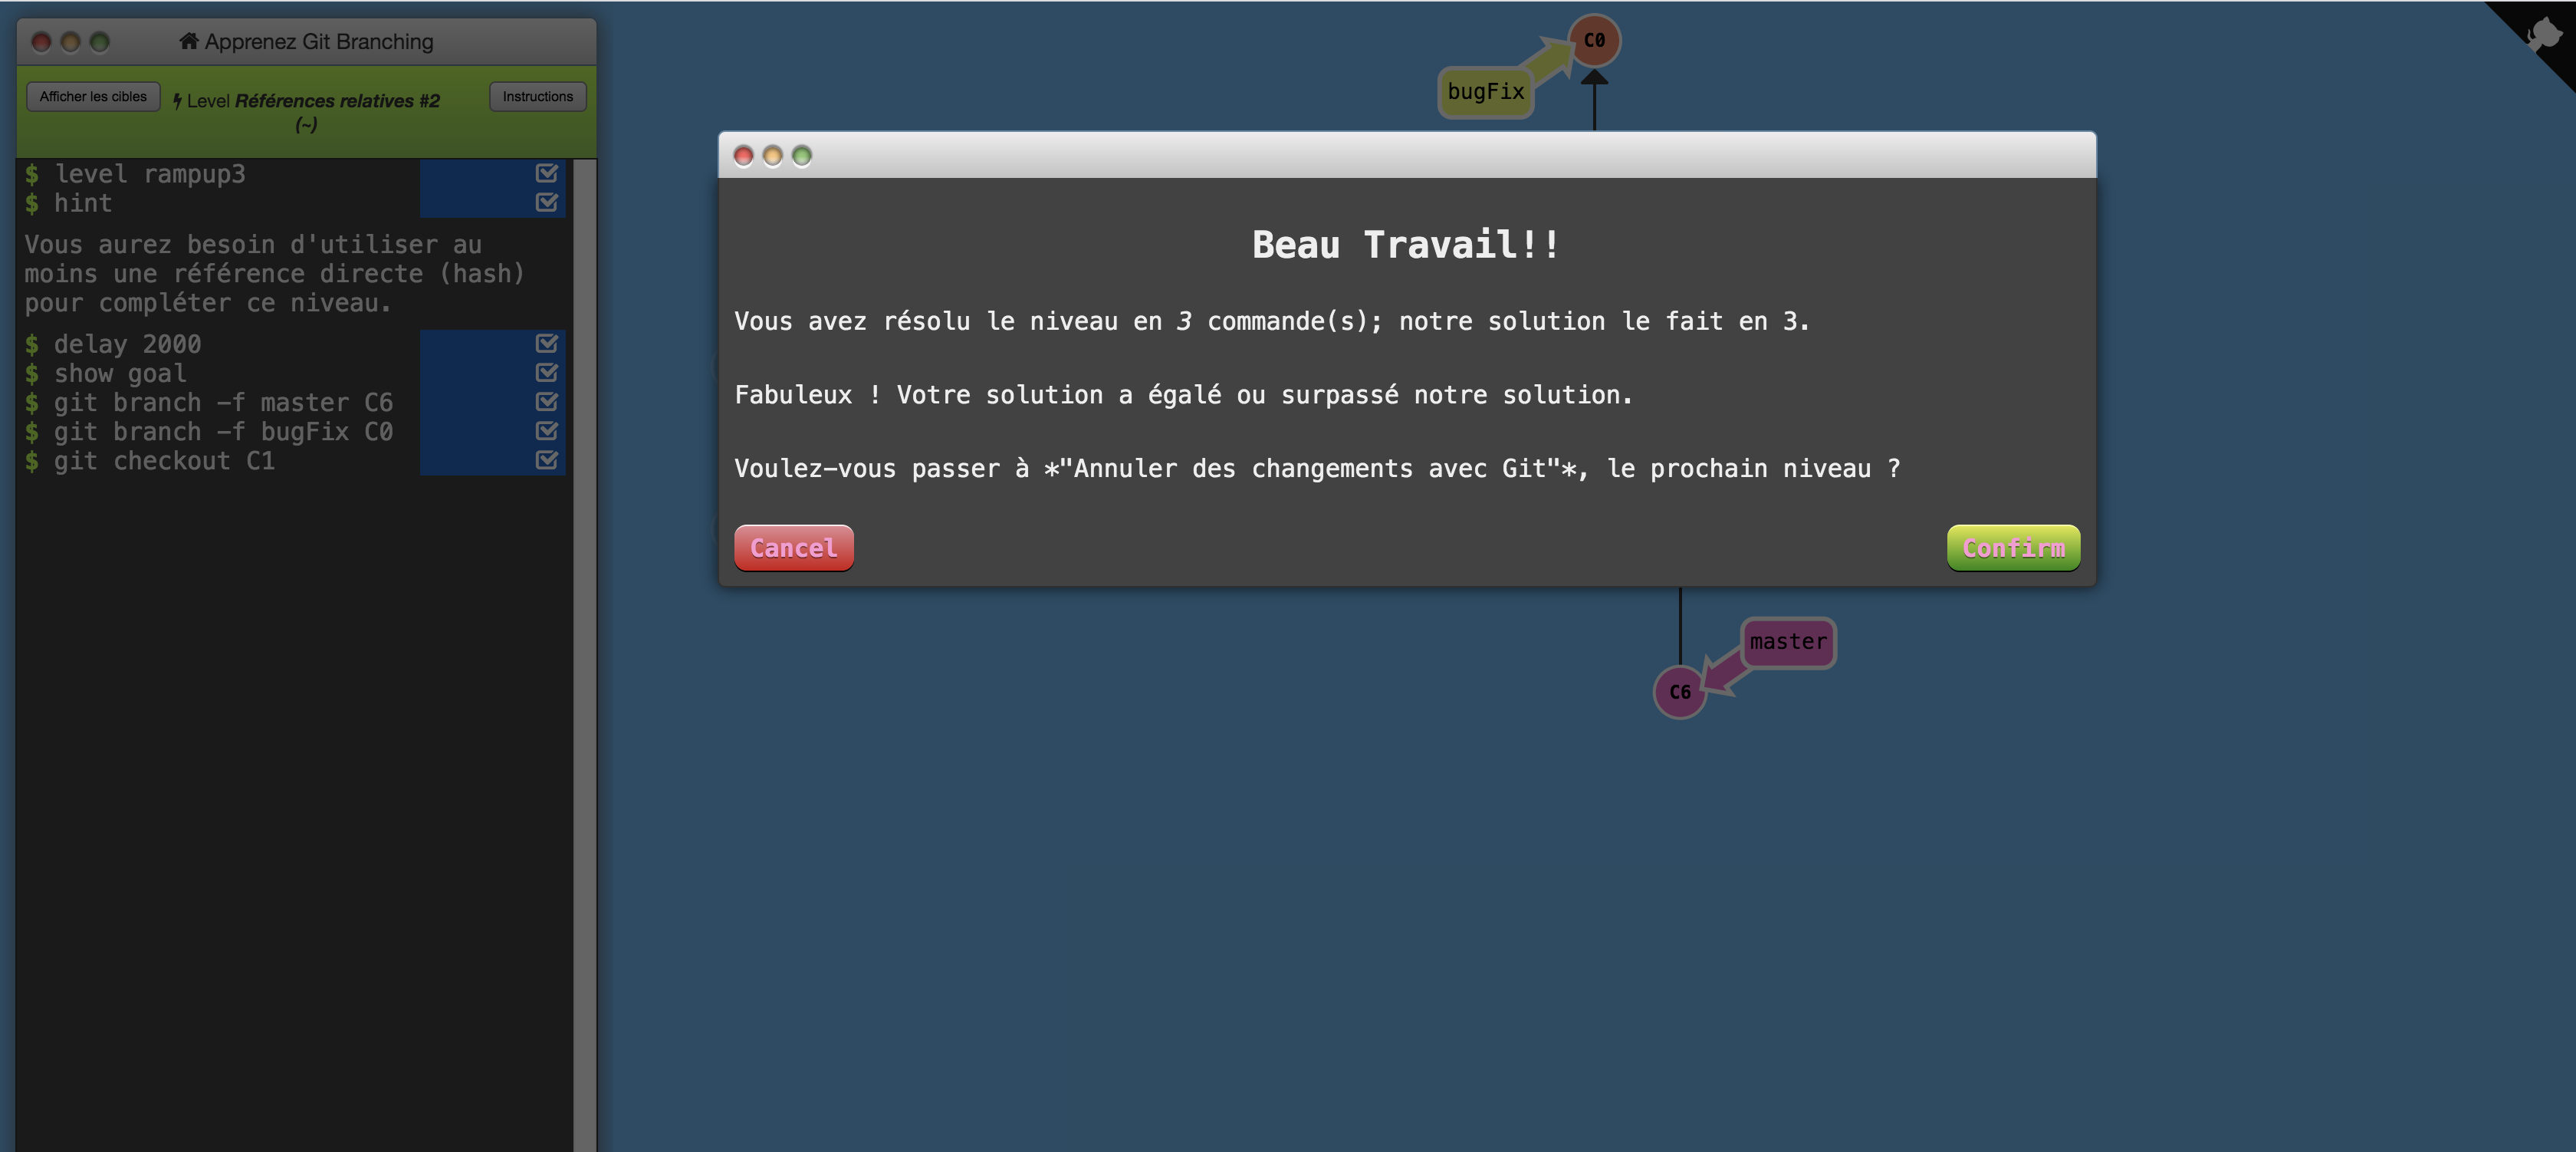 Apprenez Git Branching
Afficher les cibles
Level Références relatives #2
(~)
Instructions
$ level rampup3
$ hint
Vous aurez besoin d'utiliser au
moins une référence directe (hash)
pour compléter ce niveau.
$ delay 2000
$ show goal
$ git branch -f master C6
$ git branch -f bugFix C0
$ git checkout C1
C0
bugFix
Beau Travail!!
Vous avez résolu le niveau en 3 commande(s); notre solution le fait en 3.
Fabuleux ! Votre solution a égalé ou surpassé notre solution.
Voulez-vous passer à *"Annuler des changements avec Git"*, le prochain niveau ?
Cancel
Confirm
master
C6